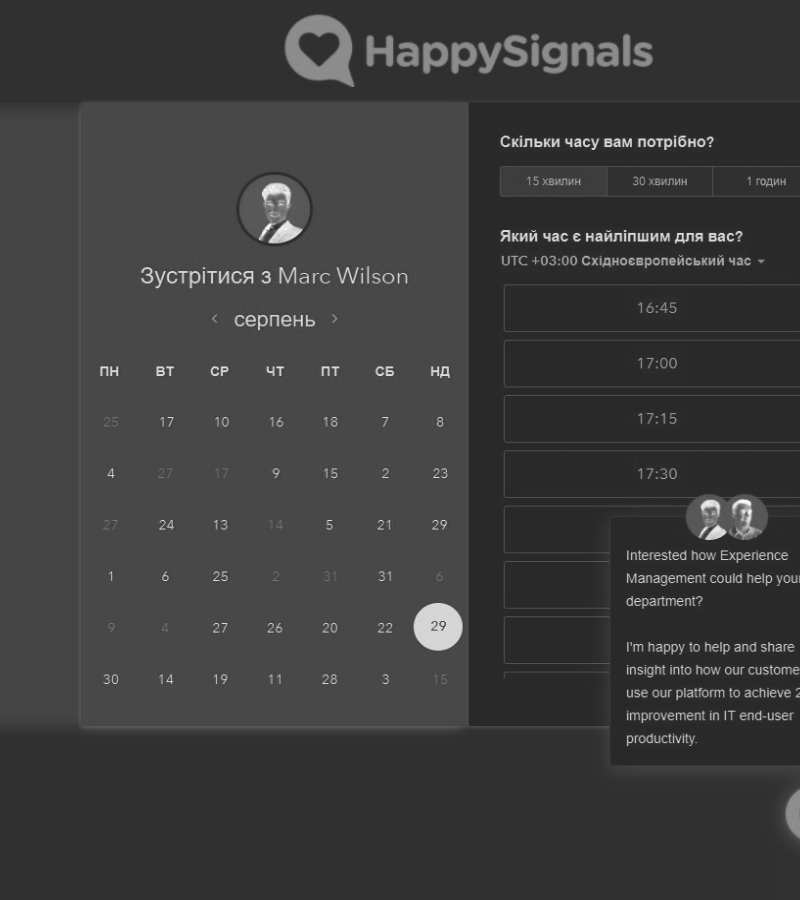 HappySignals
Зустрітися з Marc Wilson
серпень
ПН ВТ СР ЧТ ПТ СБ НД
25 17 10 16 18 7 8
4 27 17 9 15 2 23
27 24 13 14 5 21 29
1 6 25 2 31 31 6
9 4 27 26 20 22 29
30 14 19 11 28 3 15
Скільки часу вам потрібно?
15 хвилин 30 хвилин 1 годин
Який час є найліпшим для вас?
UTC +03:00 Східноєвропейський час
16:45
17:00
17:15
17:30
Interested how Experience
Management could help your
department?
I'm happy to help and share
insight into how our custome
use our platform to achieve 2
improvement in IT end-user
productivity.